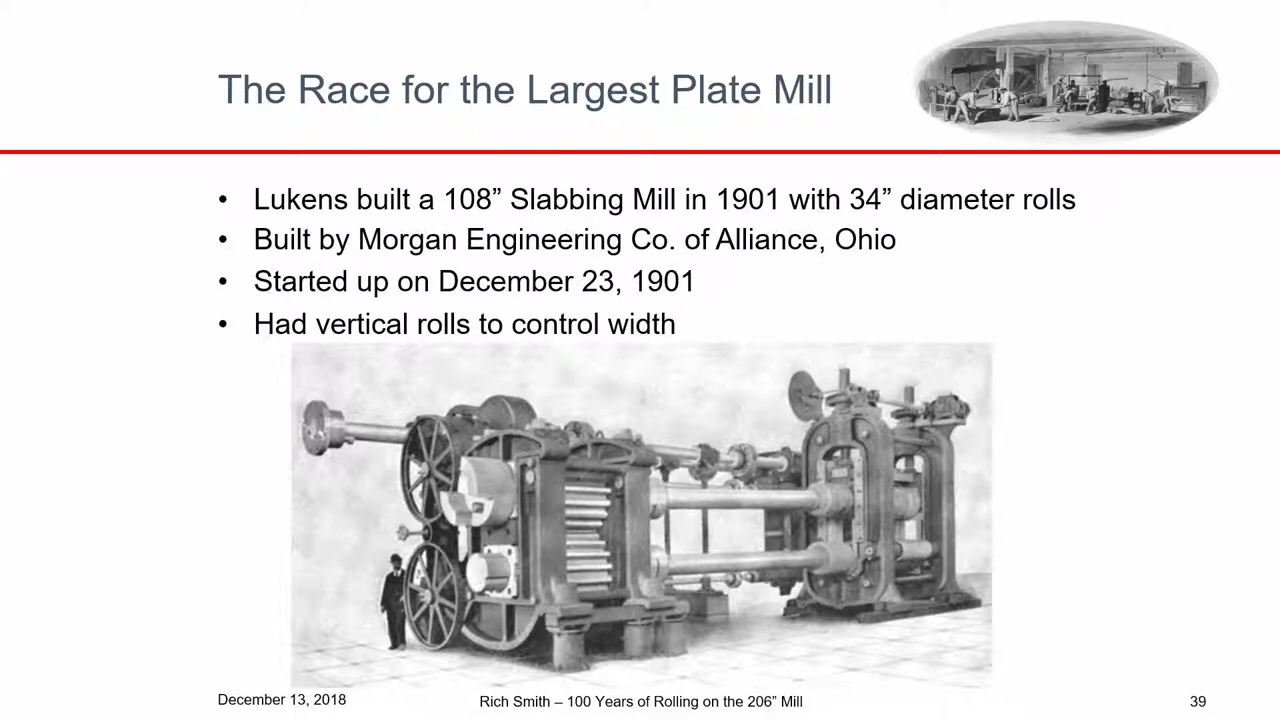 The Race for the Largest Plate Mill
• Lukens built a 108” Slabbing Mill in 1901 with 34” diameter rolls
• Built by Morgan Engineering Co. of Alliance, Ohio
• Started up on December 23, 1901
• Had vertical rolls to control width
December 13, 2018
Rich Smith – 100 Years of Rolling on the 206” Mill
39